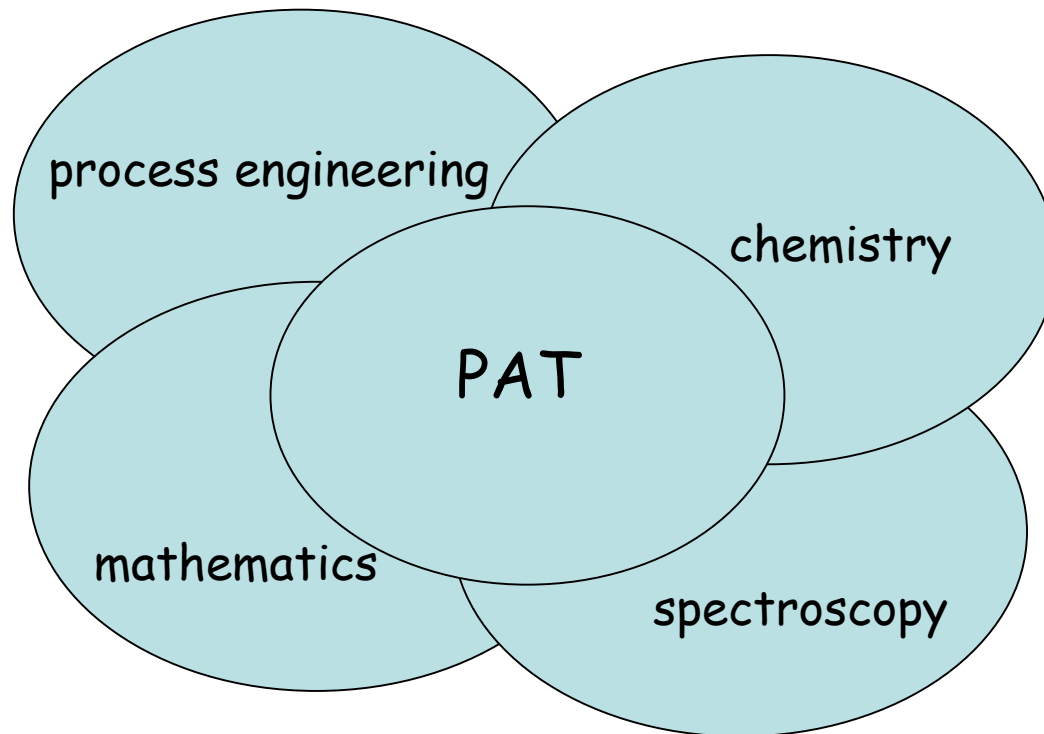 process engineering
chemistry
PAT
mathematics
spectroscopy